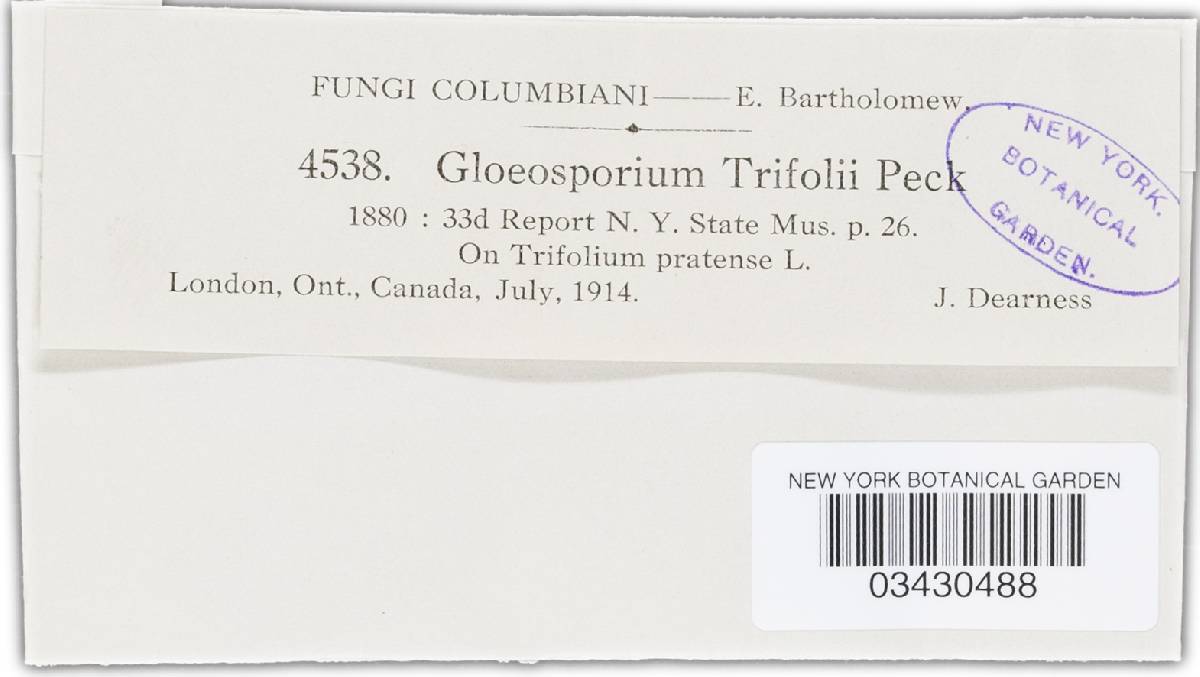 FUNGI COLUMBIANI—— E. Bartholomew.
4538. Gloeosporium Trifolii Peck
1880 : 33d Report N. Y. State Mus. p. 26.
On Trifolium pratense L.
London, Ont., Canada, July, 1914.
J. Dearness
NEW YORK.
BOTANICAL
GARDEN.
NEW YORK BOTANICAL GARDEN
03430488